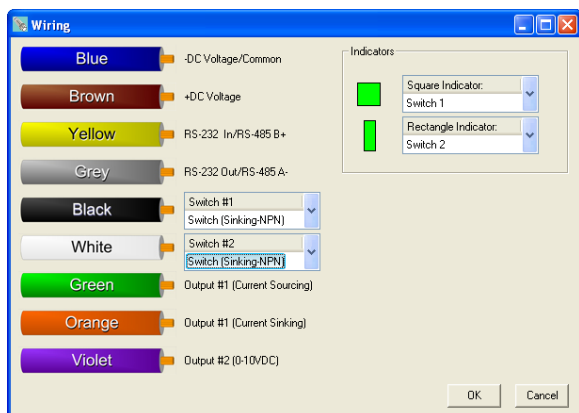 Wiring
Blue
-DC Voltage/Common
Brown
+DC Voltage
Yellow
RS-232 In/RS-485 B+
Grey
RS-232 Out/RS-485 A-
Black
Switch #1
Switch (Sinking-NPN)
White
Switch #2
Switch (Sinking-NPN)
Green
Output #1 (Current Sourcing)
Orange
Output #1 (Current Sinking)
Violet
Output #2 (0-10VDC)
Indicators
Square Indicator:
Switch 1
Rectangle Indicator:
Switch 2
OK
Cancel